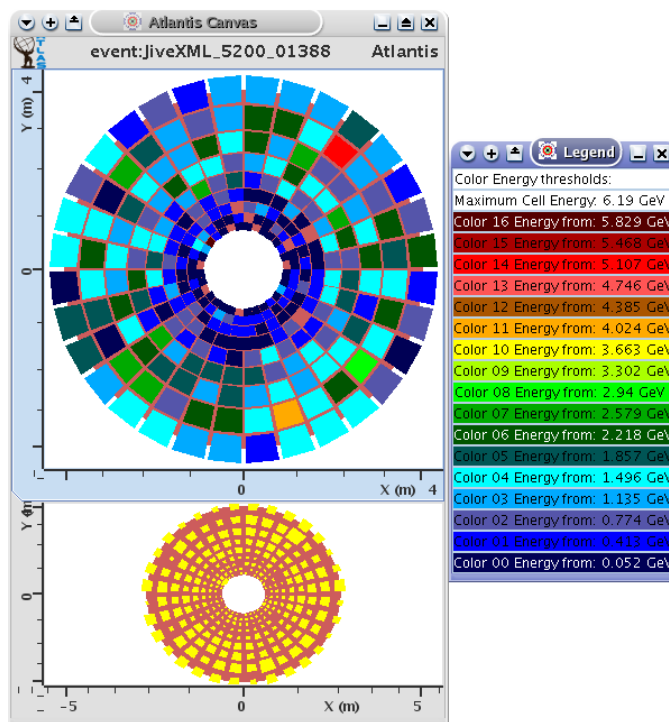 Atlantis Canvas
event:JiveXML_5200_01388
Atlantis
TLAS
4
Y (m)
0
0
X (m)
4
Y (m)
0
-5
0
X (m)
5
Legend
Color Energy thresholds:
Maximum Cell Energy: 6.19 GeV
Color 16 Energy from: 5.829 GeV
Color 15 Energy from: 5.468 GeV
Color 14 Energy from: 5.107 GeV
Color 13 Energy from: 4.746 GeV
Color 12 Energy from: 4.385 GeV
Color 11 Energy from: 4.024 GeV
Color 10 Energy from: 3.663 GeV
Color 09 Energy from: 3.302 GeV
Color 08 Energy from: 2.94 GeV
Color 07 Energy from: 2.579 GeV
Color 06 Energy from: 2.218 GeV
Color 05 Energy from: 1.857 GeV
Color 04 Energy from: 1.496 GeV
Color 03 Energy from: 1.135 GeV
Color 02 Energy from: 0.774 GeV
Color 01 Energy from: 0.413 GeV
Color 00 Energy from: 0.052 GeV